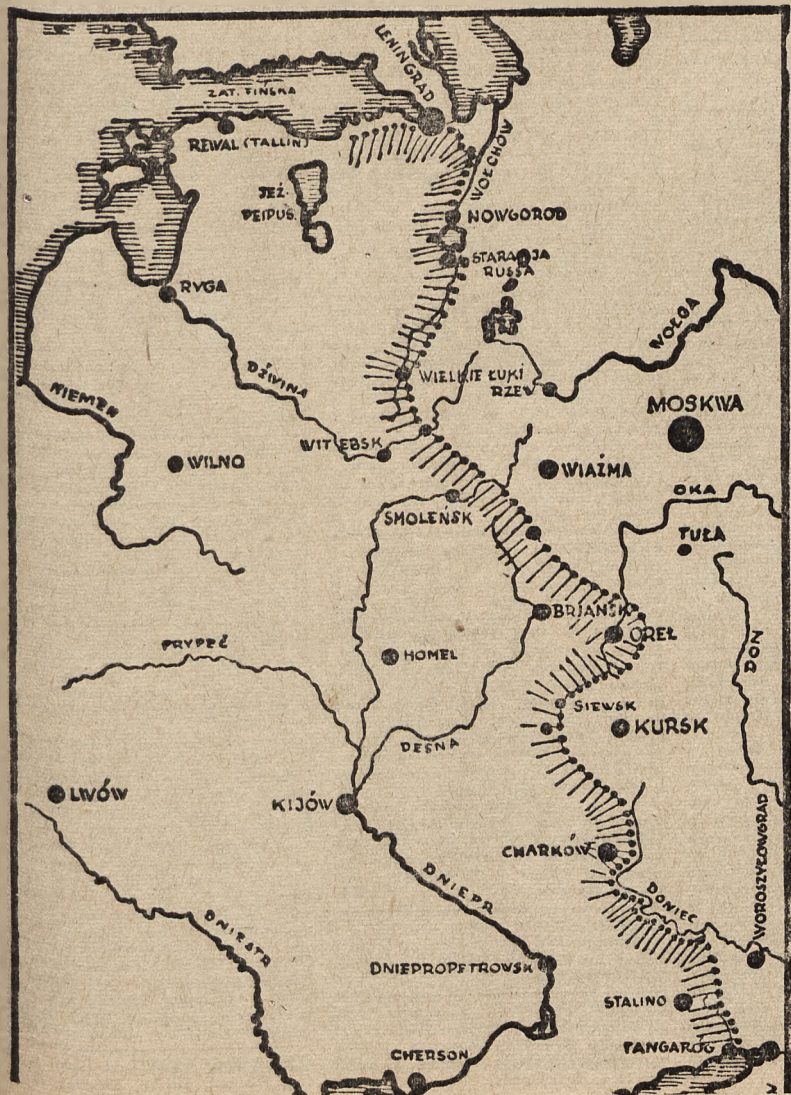 LENINGRAD
ZAT. FIŃSKA
REWAL (TALLIN)
WOŁCHÓW
JEZ.
PEIPUS.
NOWGOROD
STARAJA
RUSSA
RYGA
WOŁGA
DŹWINA
WIELKIE ŁUKI
RZEV
NIEMEN
MOSKWA
WITEBSK
WILNO
WIAŹMA
OKA
SMOLEŃSK
TUŁA
BRJAŃSK
OREŁ
PRYPEĆ
HOMEL
DON
SIEWSK
KURSK
DESNA
LWÓW
KIJÓW
CHARKÓW
WOROSZYŁOWGRAD
DNIEPR
DONIEC
DNIESTR
DNIEPROPETROWSK
STALINO
TANGAROG
CHERSON